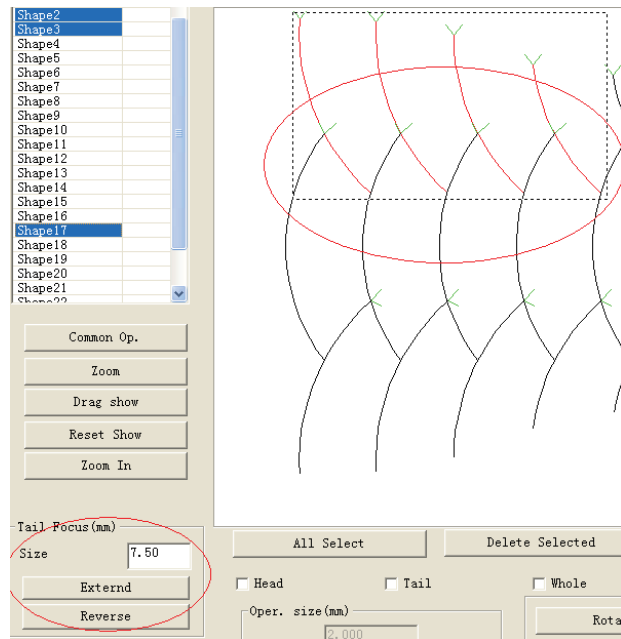 Shape2
Shape3
Shape4
Shape5
Shape6
Shape7
Shape8
Shape9
Shape10
Shape11
Shape12
Shape13
Shape14
Shape15
Shape16
Shape17
Shape18
Shape19
Shape20
Shape21
Shape22
Common Op.
Zoom
Drag show
Reset Show
Zoom In
Tail Focus(mm)
Size 7.50
Externd
Reverse
All Select Delete Selected
Head Tail Whole
Oper. size(mm)
2.000
Rota